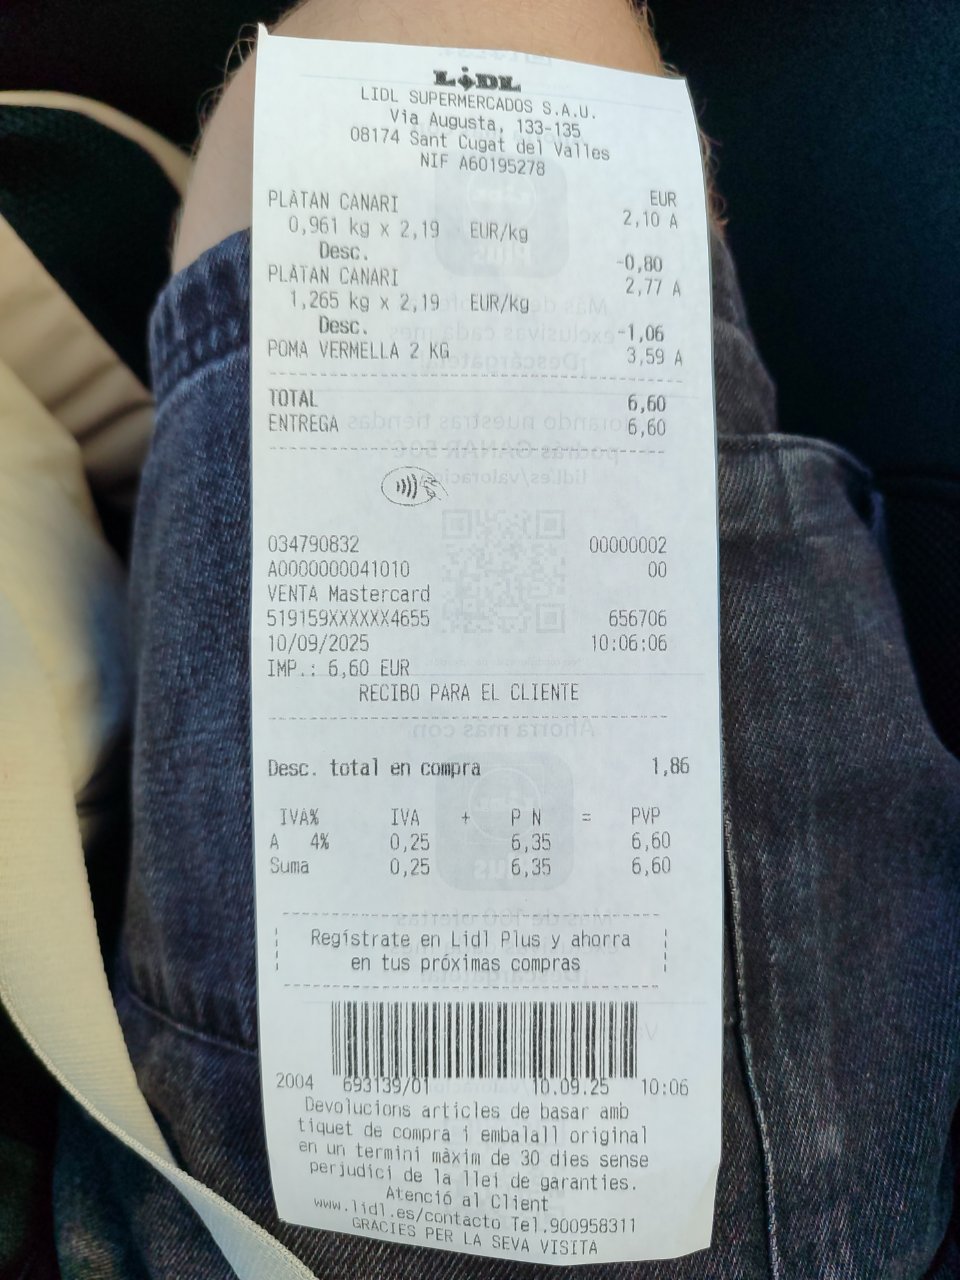 LIDL
LIDL SUPERMERCADOS S.A.U.
Via Augusta, 133-135
08174 Sant Cugat del Valles
NIF A60195278
EUR
PLÀTAN CANARI 2,10 A
0,961 kg x 2,19 EUR/kg
Desc. -0,80
PLÀTAN CANARI 2,77 A
1,265 kg x 2,19 EUR/kg
Desc. -1,06
POMA VERMELLA 2 KG 3,59 A
TOTAL 6,60
ENTREGA 6,60
034790832 00000002
A0000000041010 00
VENTA Mastercard
519159XXXXXX4655 656706
10/09/2025 10:06:06
IMP.: 6,60 EUR
RECIBO PARA EL CLIENTE
Desc. total en compra 1,86
IVA% IVA + P N = PVP
A 4% 0,25 6,35 6,60
Suma 0,25 6,35 6,60
Regístrate en Lidl Plus y ahorra
en tus próximas compras
2004 693139/01 10.09.25 10:06
Devolucions articles de basar amb
tiquet de compra i embalall original
en un termini màxim de 30 dies sense
perjudici de la llei de garanties.
Atenció al Client
www.lidl.es/contacto Tel.900958311
GRACIES PER LA SEVA VISITA